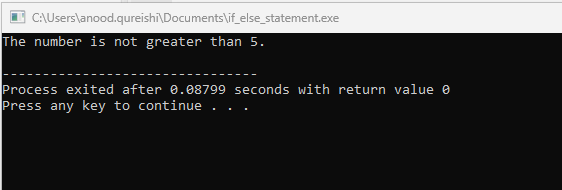 C:\Users\anood.qureishi\Documents\if_else_statement.exe
The number is not greater than 5.
--------------------------------
Process exited after 0.08799 seconds with return value 0
Press any key to continue . . .